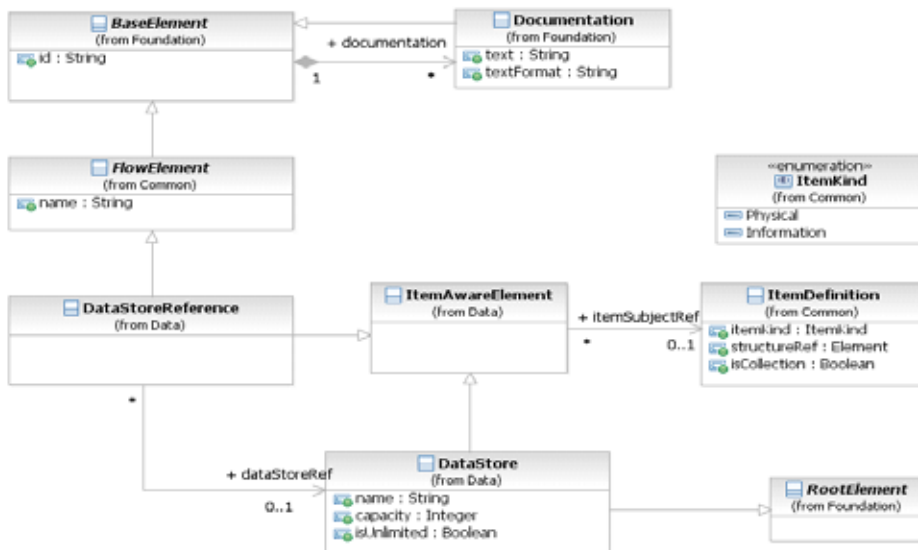 BaseElement
(from Foundation)
id : String
Documentation
(from Foundation)
text : String
textFormat : String
+ documentation
1
*
FlowElement
(from Common)
name : String
«enumeration»
ItemKind
(from Common)
Physical
Information
DataStoreReference
(from Data)
ItemAwareElement
(from Data)
+ itemSubjectRef
*
0..1
ItemDefinition
(from Common)
itemKind : ItemKind
structureRef : Element
isCollection : Boolean
*
+ dataStoreRef
0..1
DataStore
(from Data)
name : String
capacity : Integer
isUnlimited : Boolean
RootElement
(from Foundation)